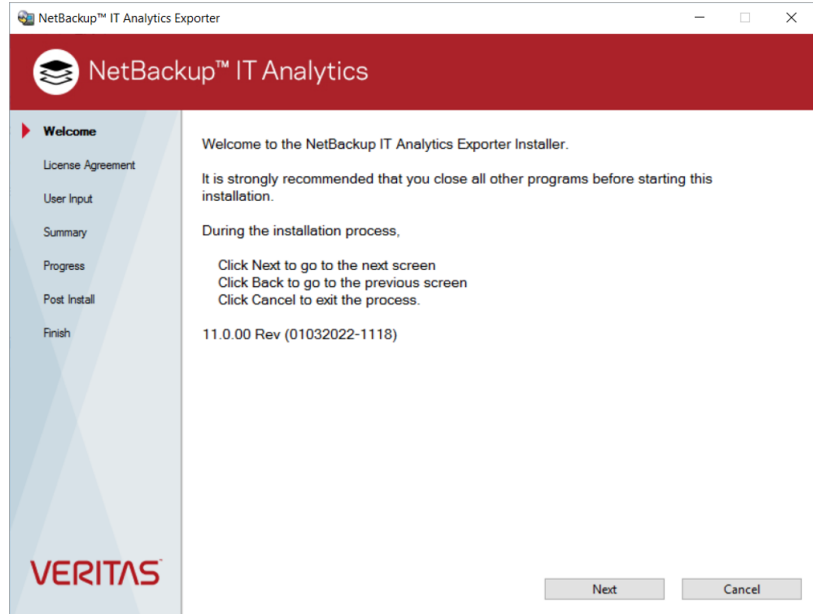 NetBackup™ IT Analytics Exporter
NetBackup™ IT Analytics
Welcome
License Agreement
User Input
Summary
Progress
Post Install
Finish
Welcome to the NetBackup IT Analytics Exporter Installer.
It is strongly recommended that you close all other programs before starting this
installation.
During the installation process,
Click Next to go to the next screen
Click Back to go to the previous screen
Click Cancel to exit the process.
11.0.00 Rev (01032022-1118)
VERITAS™
Next
Cancel